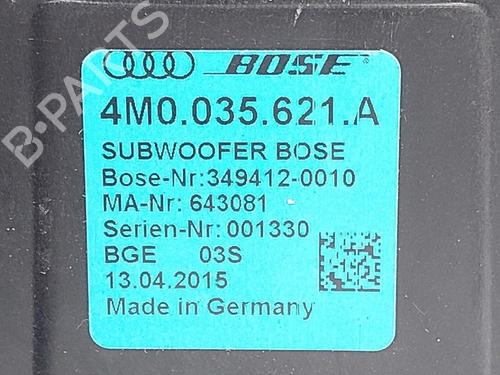 BOSE
4M0.035.621.A
SUBWOOFER BOSE
Bose-Nr:349412-0010
MA-Nr: 643081
Serien-Nr: 001330
BGE 03S
13.04.2015
Made in Germany
B-PARTS